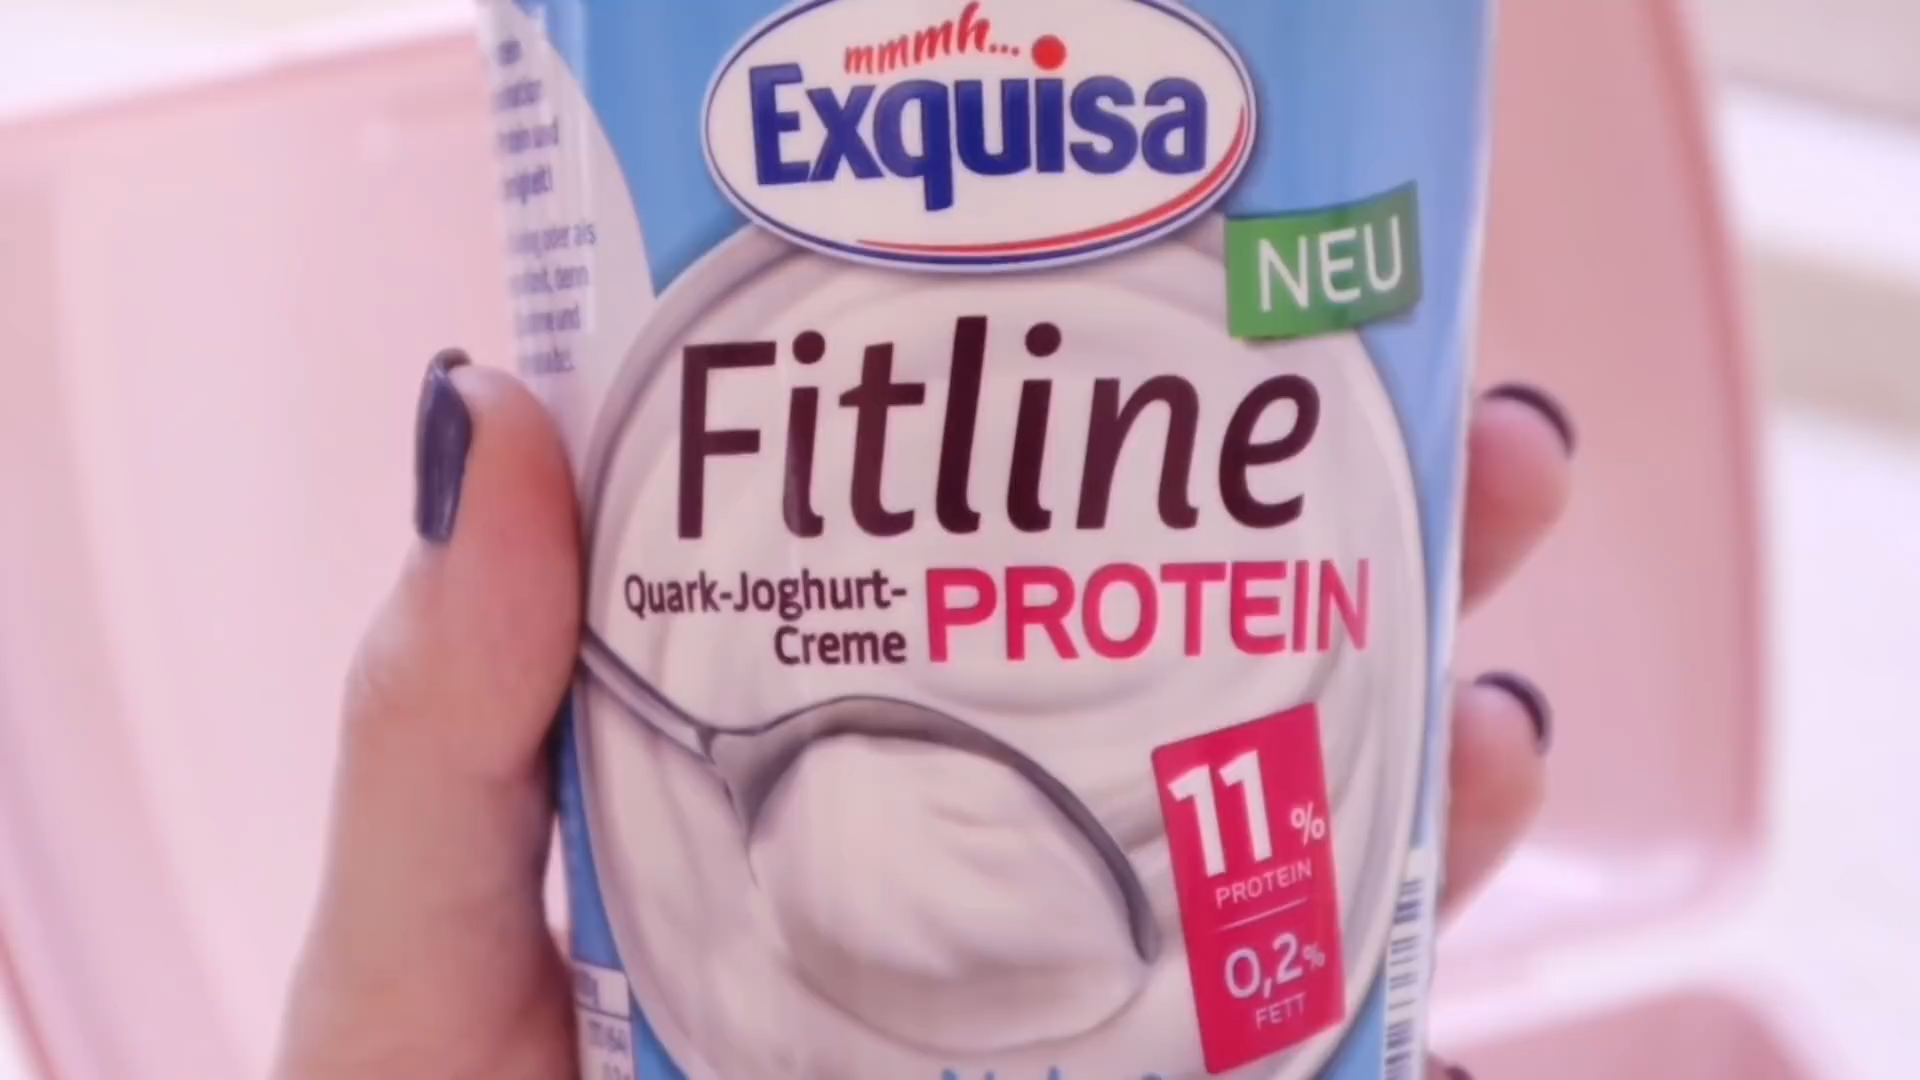 mmmh...
Exquisa
NEU
Fitline
Quark-Joghurt-
Creme
PROTEIN
11%
PROTEIN
0,2%
FETT